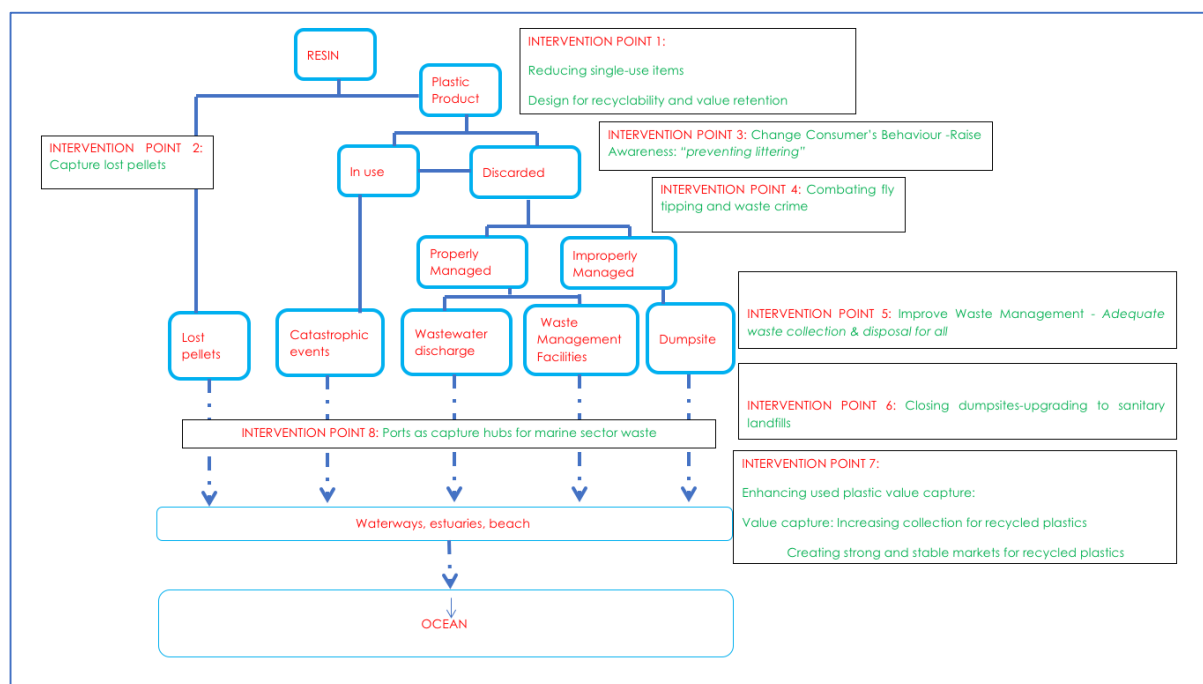 INTERVENTION POINT 1:
Reducing single-use items
Design for recyclability and value retention
RESIN
Plastic
Product
INTERVENTION POINT 2:
Capture lost pellets
INTERVENTION POINT 3: Change Consumer's Behaviour -Raise
Awareness: "preventing littering"
In use
Discarded
INTERVENTION POINT 4: Combating fly
tipping and waste crime
Properly
Managed
Improperly
Managed
INTERVENTION POINT 5: Improve Waste Management - Adequate
waste collection & disposal for all
Lost
pellets
Catastrophic
events
Wastewater
discharge
Waste
Management
Facilities
Dumpsite
INTERVENTION POINT 6: Closing dumpsites-upgrading to sanitary
landfills
INTERVENTION POINT 8: Ports as capture hubs for marine sector waste
INTERVENTION POINT 7:
Enhancing used plastic value capture:
Value capture: Increasing collection for recycled plastics
Creating strong and stable markets for recycled plastics
Waterways, estuaries, beach
OCEAN